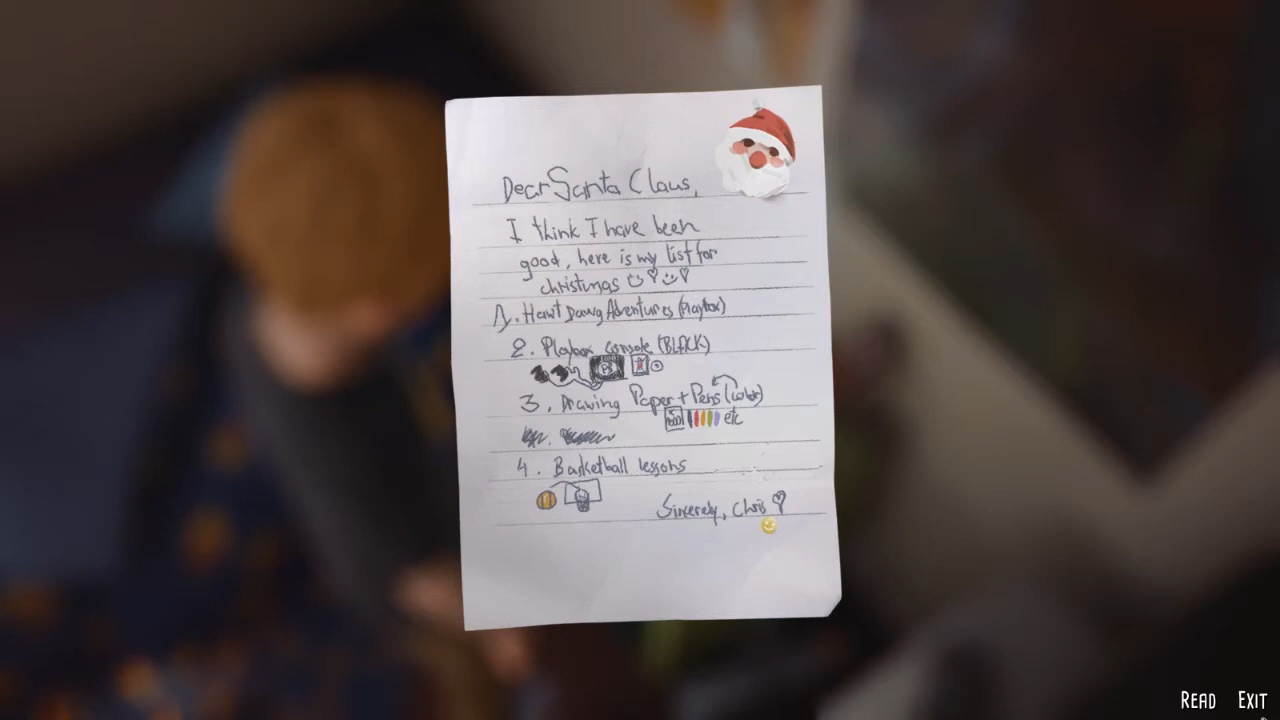 Dear Santa Claus,
I think I have been
good, here is my list for
christmas
1. Hawt Dawg Adventures (Playbox)
2. Playbox console (BLACK)
3. Drawing Paper + Pens (color)
etc
4. Basketball lessons
Sincerely, Chris
READ EXIT